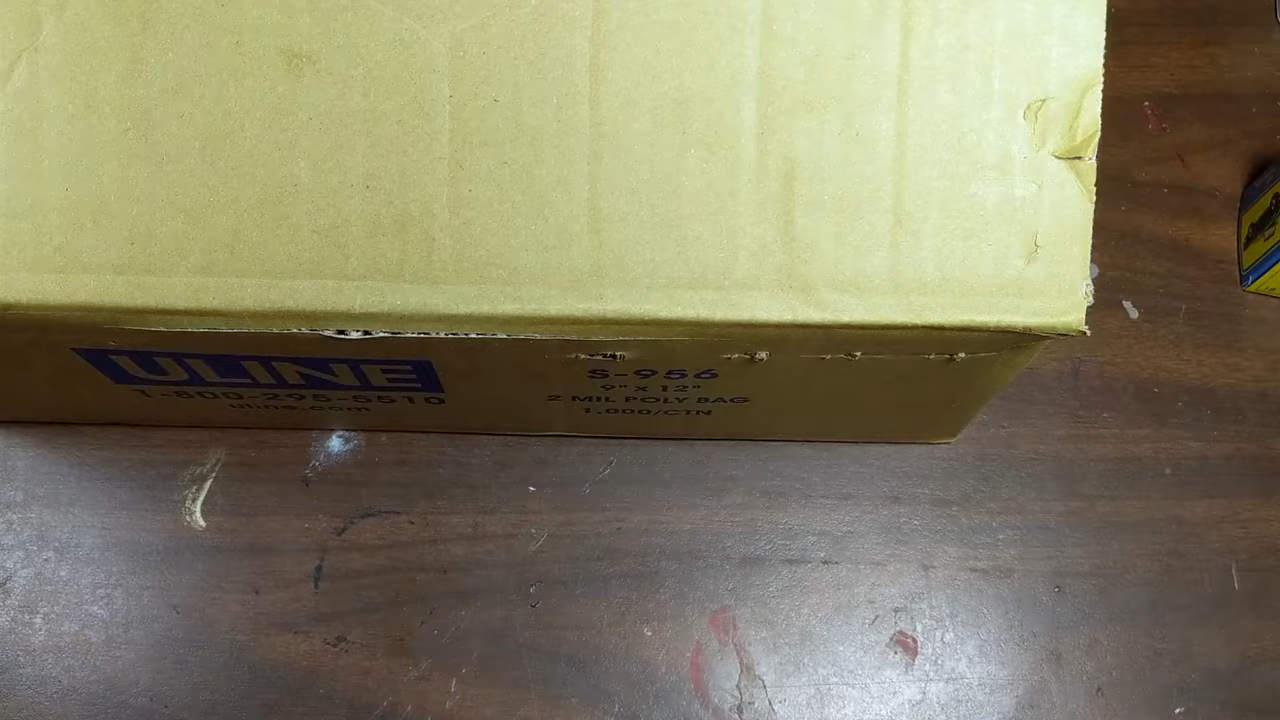 ULINE
1-800-295-5510
uline.com
S-956
9" x 12"
2 MIL POLY BAG
1,000/CTN